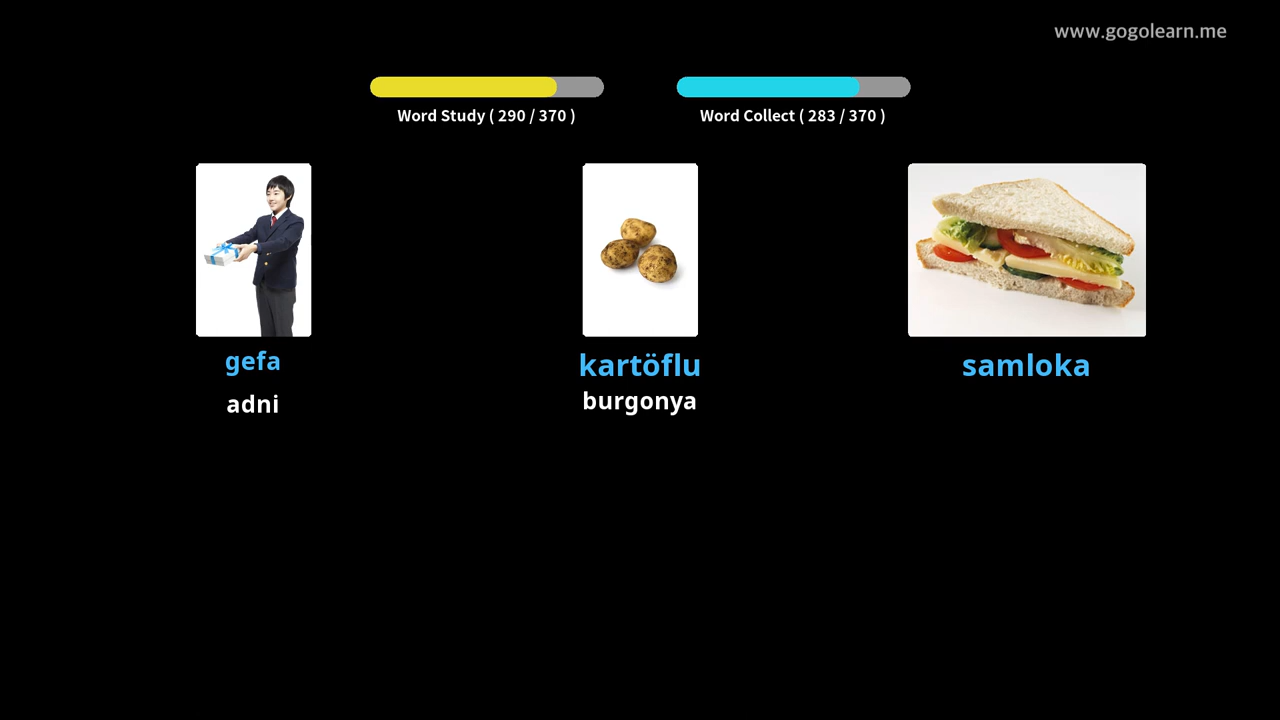 www.gogolearn.me
Word Study ( 290 / 370 )
Word Collect ( 283 / 370 )
gefa
adni
kartöflu
burgonya
samloka